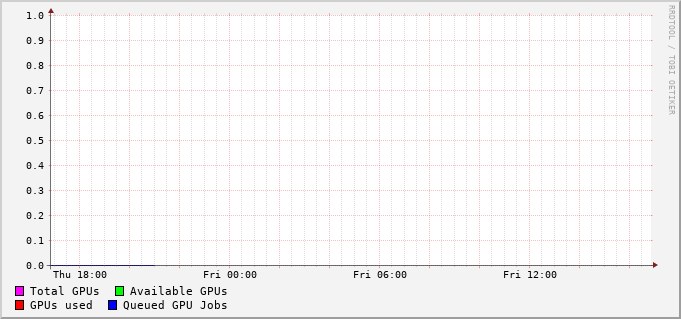 1.0
0.9
0.8
0.7
0.6
0.5
0.4
0.3
0.2
0.1
0.0
Thu 18:00 Fri 00:00 Fri 06:00 Fri 12:00
Total GPUs Available GPUs
GPUs used Queued GPU Jobs
RRDTOOL / TOBI OETIKER